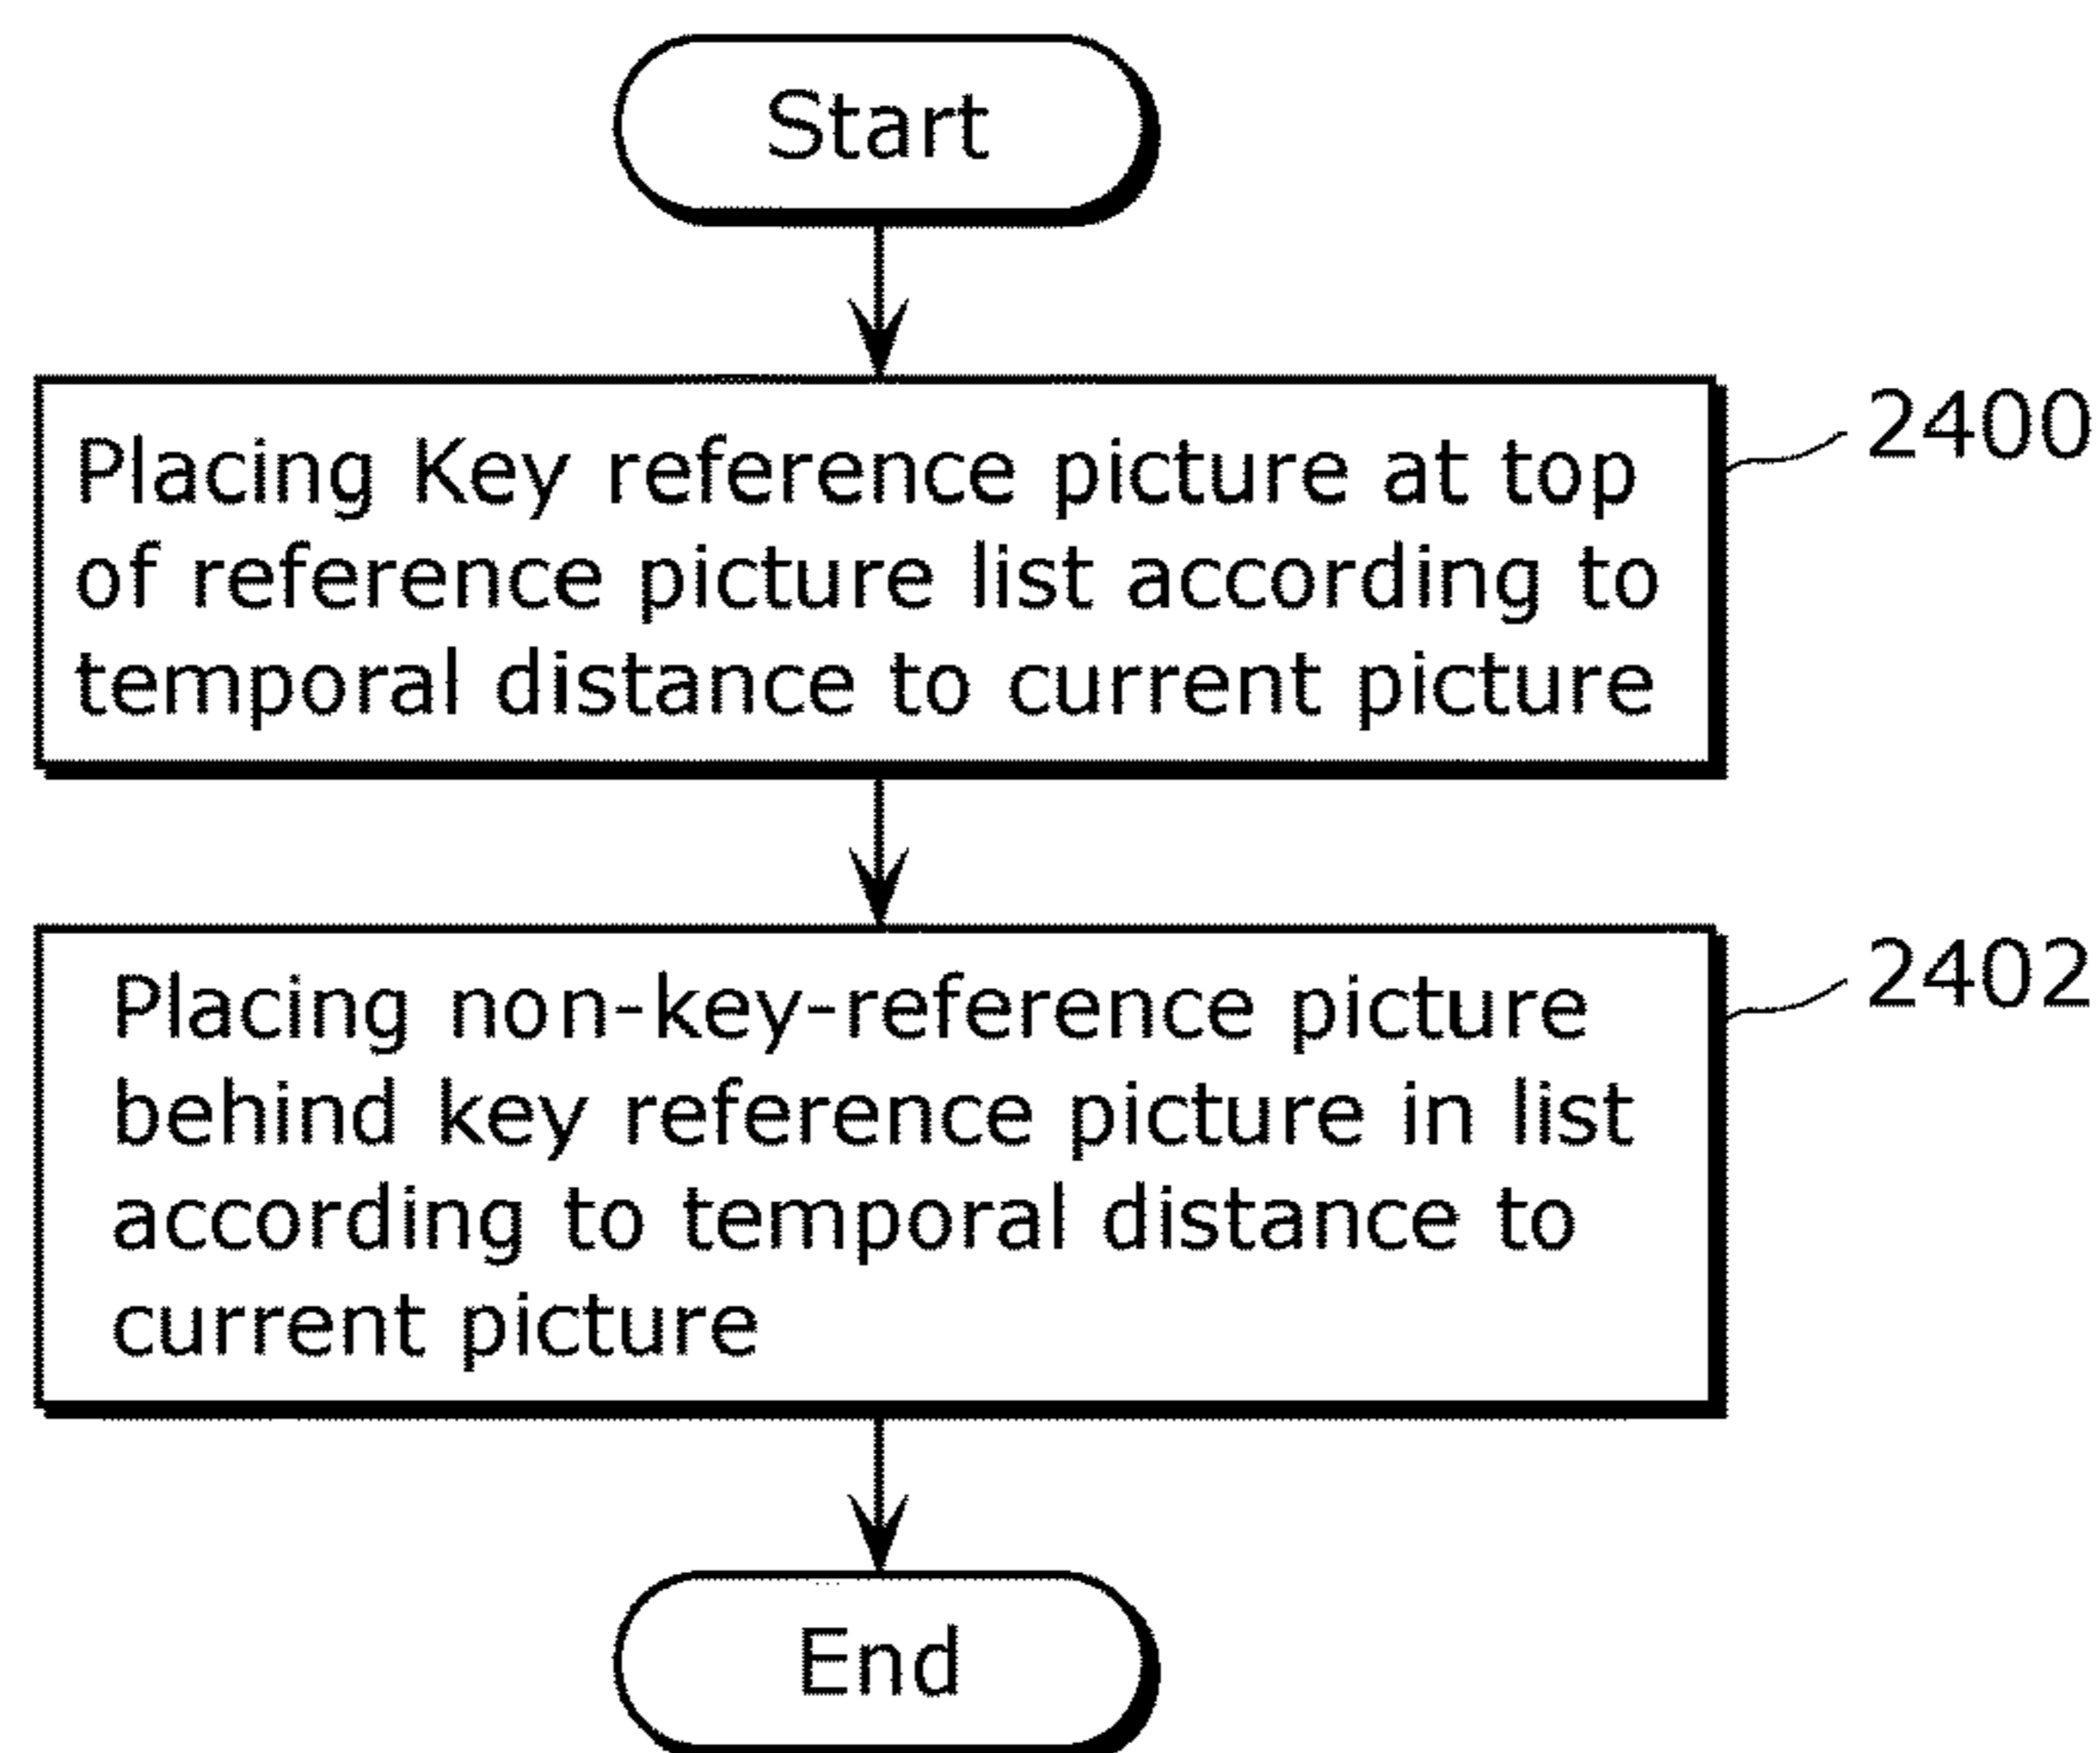 Start
Placing Key reference picture at top
of reference picture list according to
temporal distance to current picture
2400
Placing non-key-reference picture
behind key reference picture in list
according to temporal distance to
current picture
2402
End